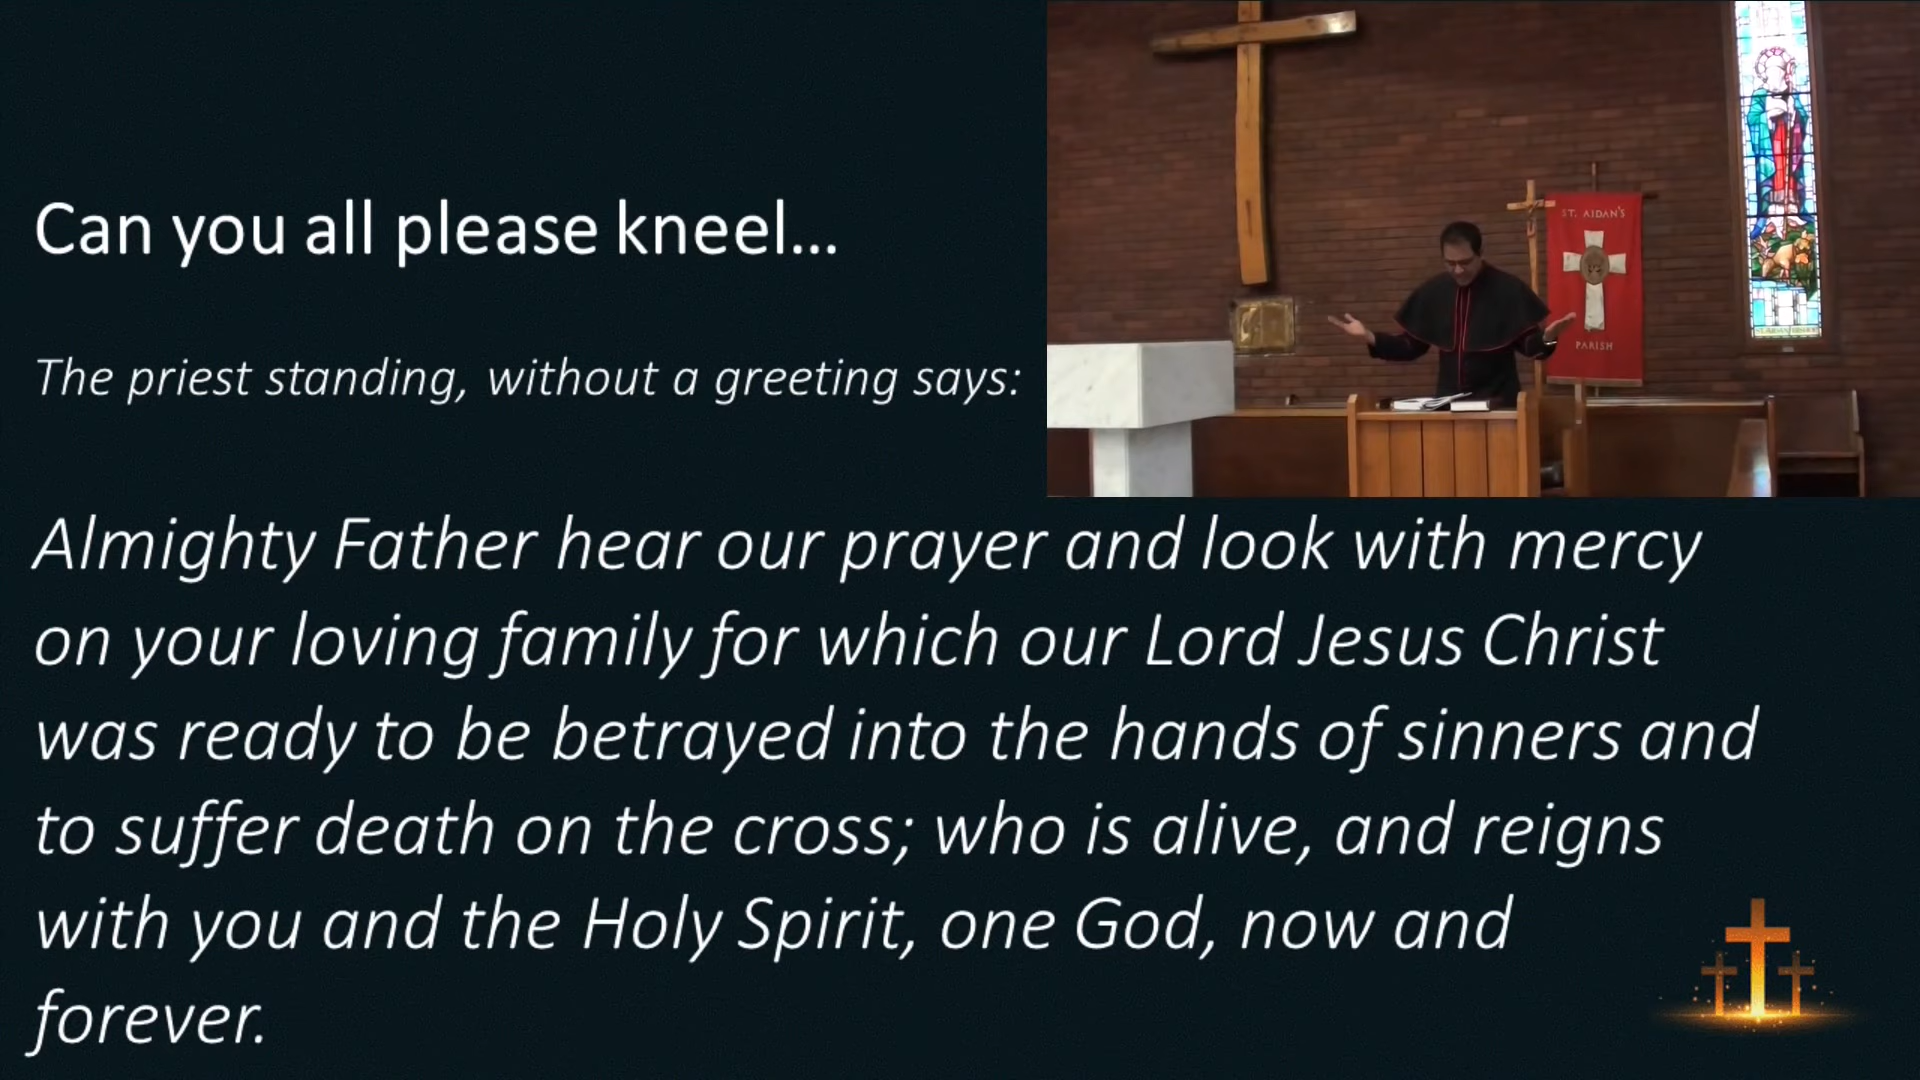 Can you all please kneel...
The priest standing, without a greeting says:
ST. AIDAN'S
PARISH
Almighty Father hear our prayer and look with mercy
on your loving family for which our Lord Jesus Christ
was ready to be betrayed into the hands of sinners and
to suffer death on the cross; who is alive, and reigns
with you and the Holy Spirit, one God, now and
forever.